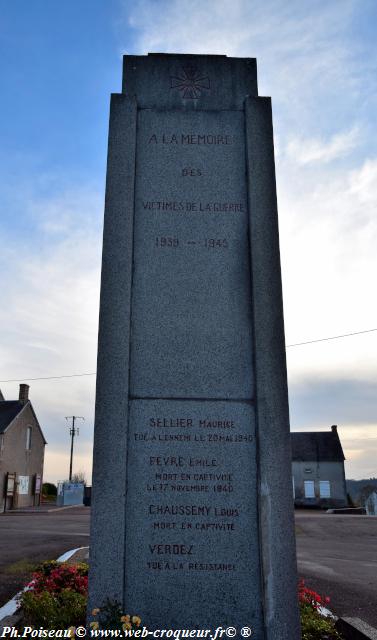 A LA MEMOIRE
DES
VICTIMES DE LA GUERRE
1939 - 1945
SELLIER MAURICE
TUÉ À L'ENNEMI LE 20 MAI 1940
FEVRE EMILE
MORT EN CAPTIVITÉ
LE 17 NOVEMBRE 1940
CHAUSSEMY LOUIS
MORT EN CAPTIVITÉ
VERDEZ
TUÉ A LA RESISTANCE
Ph. Poiseau © www-bw-croqueur.fr @ ®